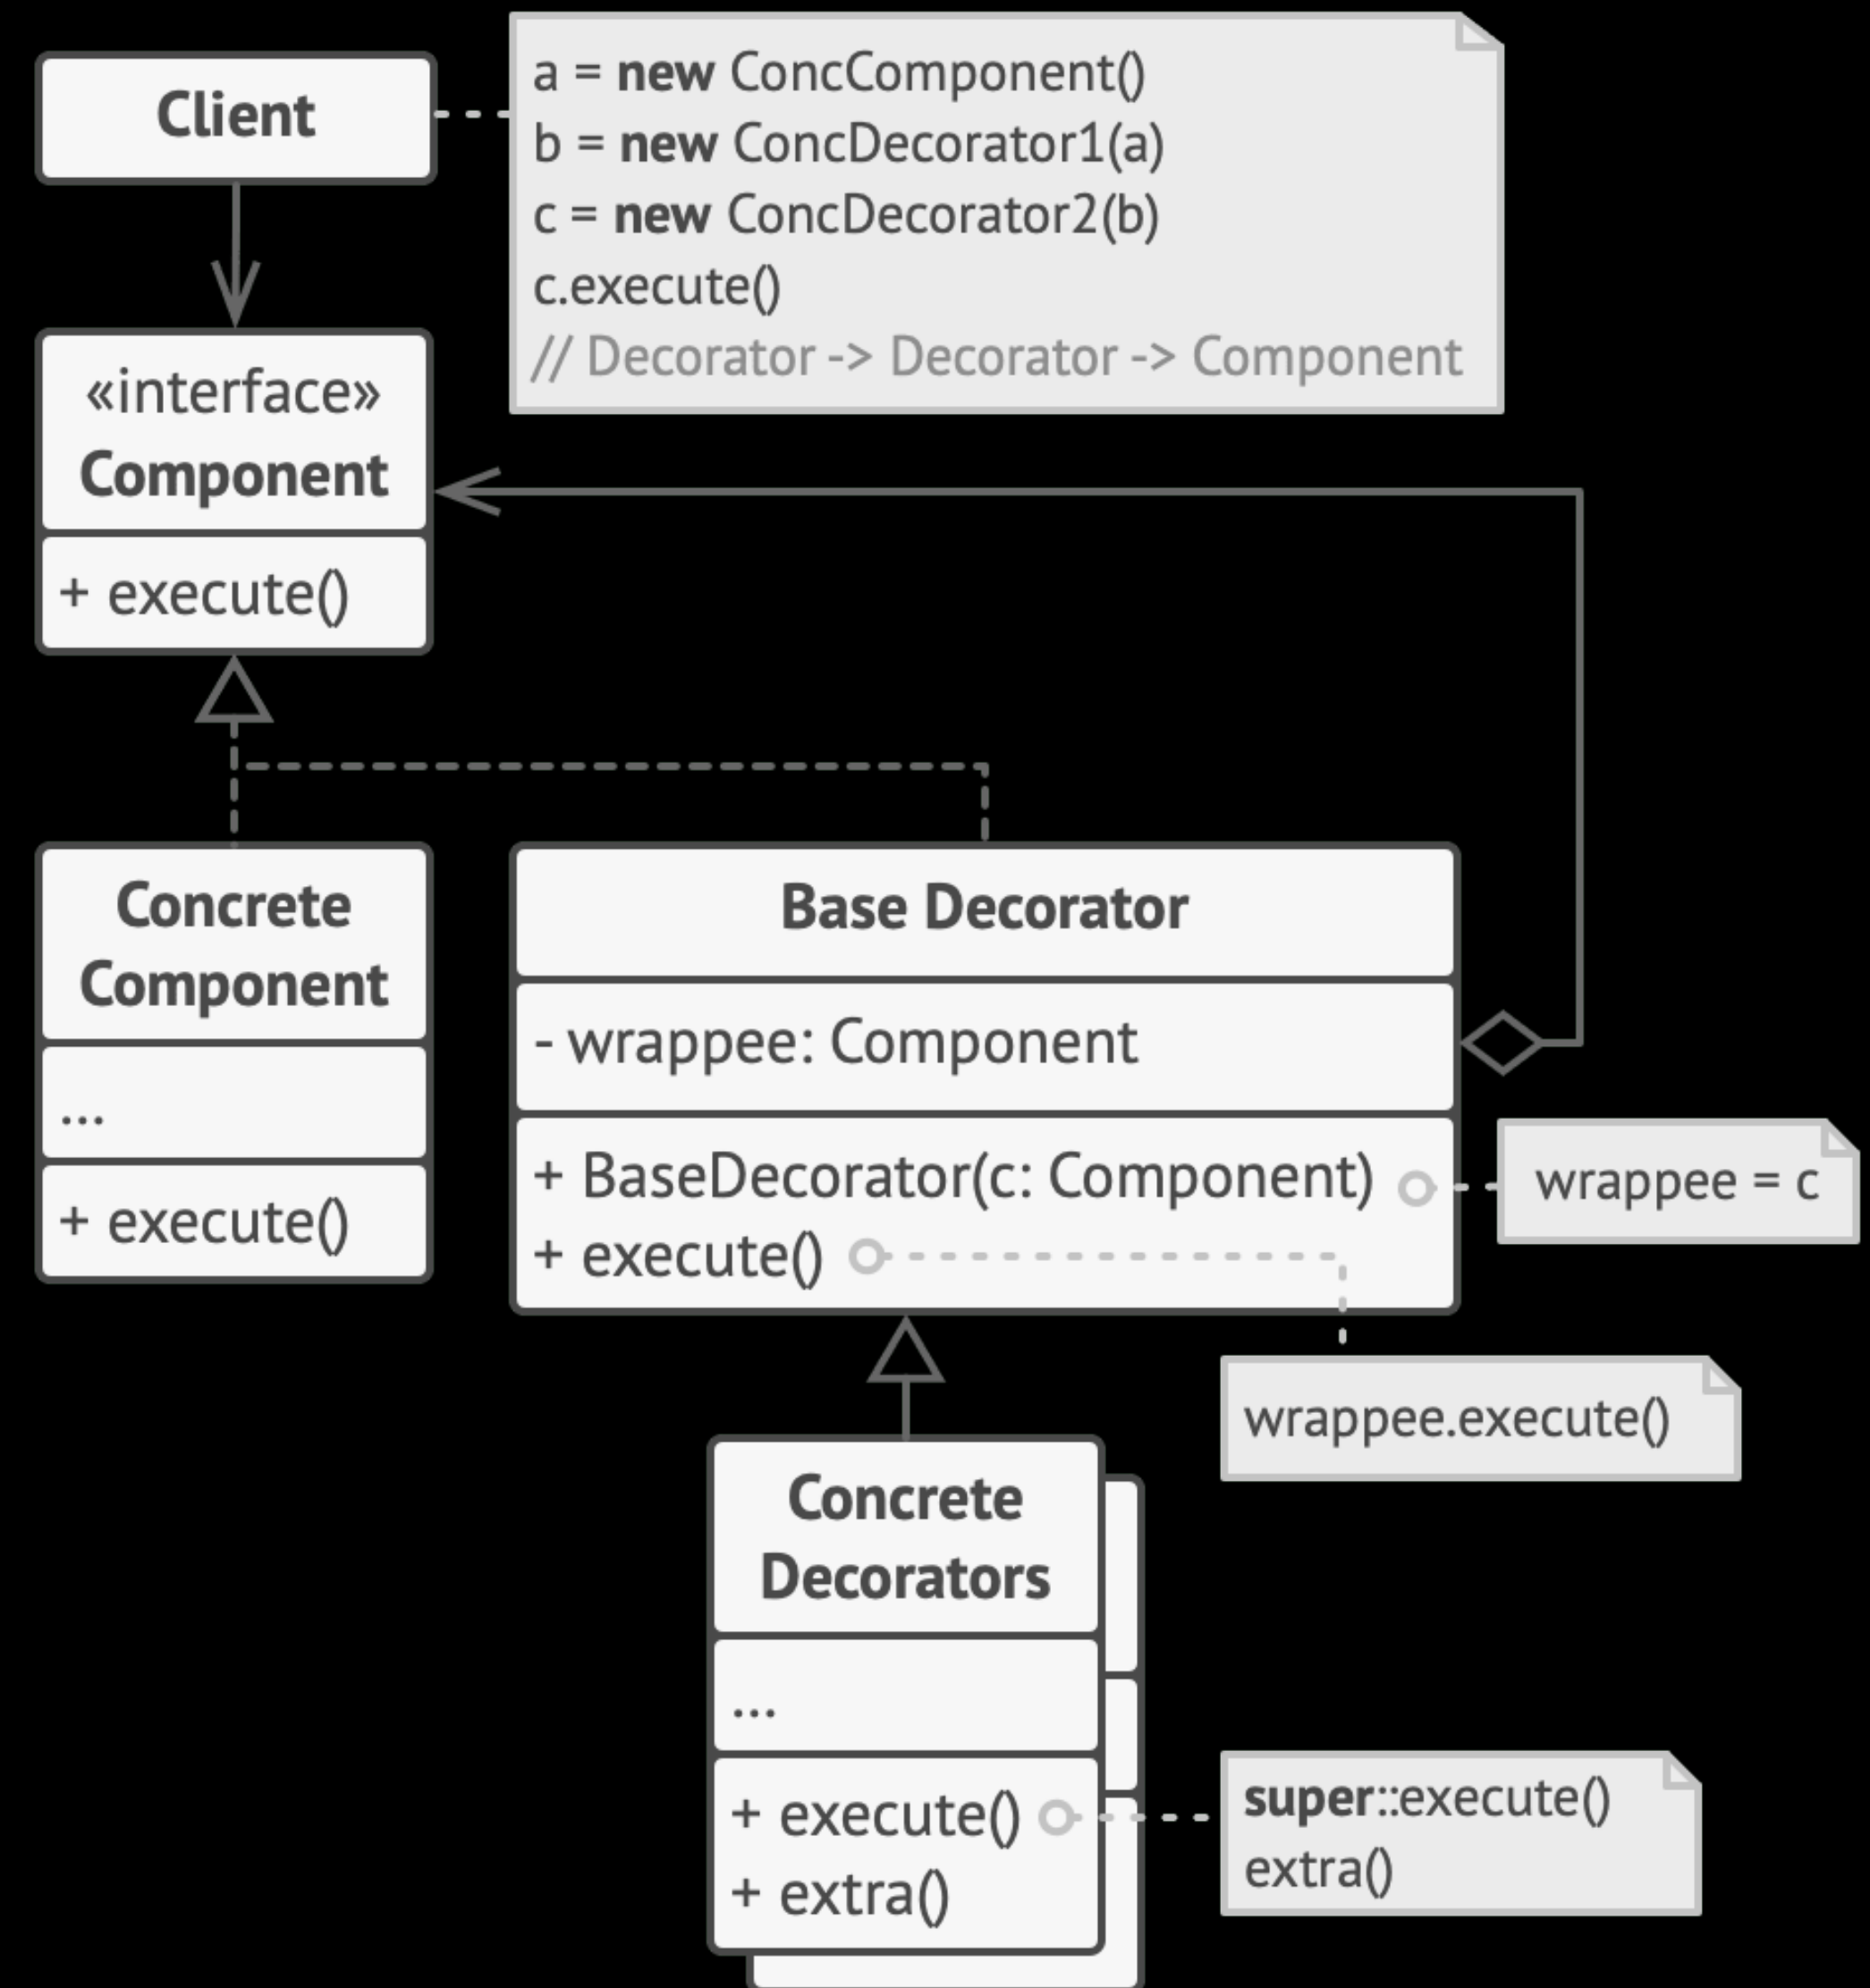 Client
a = new ConcComponent()
b = new ConcDecorator1(a)
c = new ConcDecorator2(b)
c.execute()
// Decorator -> Decorator -> Component
«interface»
Component
+ execute()
Concrete
Component
...
+ execute()
Base Decorator
- wrappee: Component
+ BaseDecorator(c: Component)
+ execute()
wrappee = c
wrappee.execute()
Concrete
Decorators
...
+ execute()
+ extra()
super::execute()
extra()